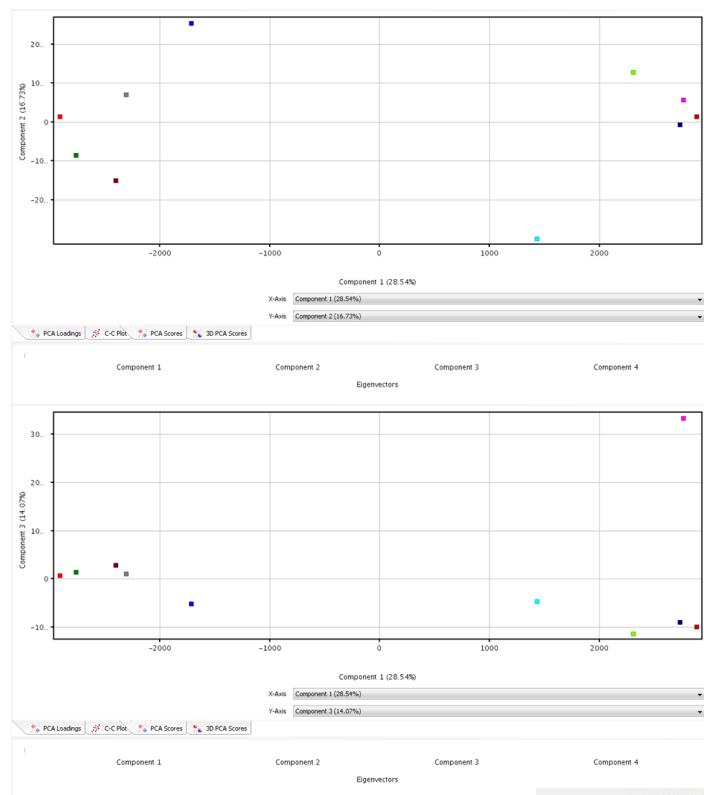 20..
10..
0
-10..
-20..
Component 2 (16.73%)
-2000 -1000 0 1000 2000
Component 1 (28.54%)
X-Axis Component 1 (28.54%)
Y-Axis Component 2 (16.73%)
PCA Loadings C-C Plot PCA Scores 3D PCA Scores
:
Component 1 Component 2 Component 3 Component 4
Eigenvectors
30..
20..
10..
0
-10..
Component 3 (14.07%)
-2000 -1000 0 1000 2000
Component 1 (28.54%)
X-Axis Component 1 (28.54%)
Y-Axis Component 3 (14.07%)
PCA Loadings C-C Plot PCA Scores 3D PCA Scores
:
Component 1 Component 2 Component 3 Component 4
Eigenvectors